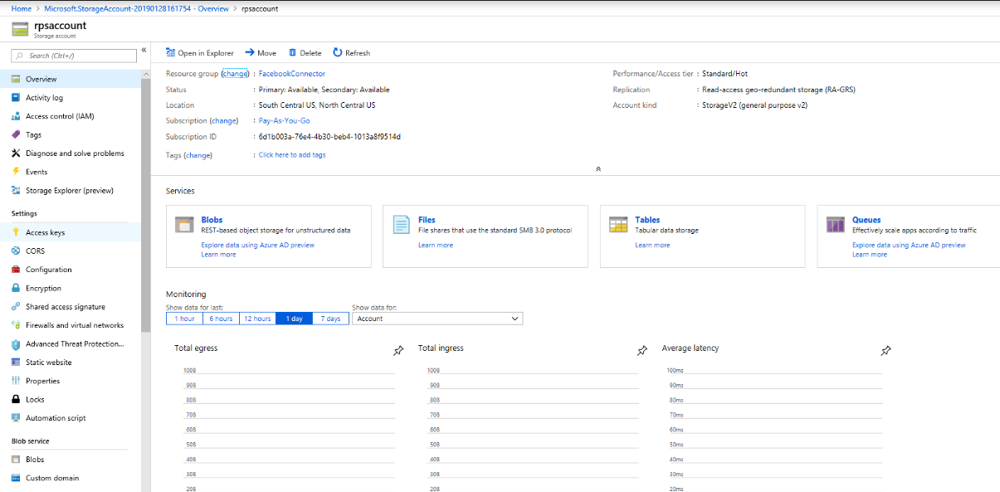 Home > Microsoft.StorageAccount-20190128161754 - Overview > rpsaccount
rpsaccount
Storage account
Search (Ctrl+/)
«
Overview
Activity log
Access control (IAM)
Tags
Diagnose and solve problems
Events
Storage Explorer (preview)
Settings
Access keys
CORS
Configuration
Encryption
Shared access signature
Firewalls and virtual networks
Advanced Threat Protection...
Static website
Properties
Locks
Automation script
Blob service
Blobs
Custom domain
Open in Explorer Move Delete Refresh
Resource group (change) : FacebookConnector
Status : Primary: Available, Secondary: Available
Location : South Central US, North Central US
Subscription (change) : Pay-As-You-Go
Subscription ID : 6d1b003a-76e4-4b30-beb4-1013a8f9514d
Tags (change) : Click here to add tags
Performance/Access tier : Standard/Hot
Replication : Read-access geo-redundant storage (RA-GRS)
Account kind : StorageV2 (general purpose v2)
Services
Blobs
REST-based object storage for unstructured data
Explore data using Azure AD preview
Learn more
Files
File shares that use the standard SMB 3.0 protocol
Learn more
Tables
Tabular data storage
Learn more
Queues
Effectively scale apps according to traffic
Explore data using Azure AD preview
Learn more
Monitoring
Show data for last:
1 hour 6 hours 12 hours 1 day 7 days
Show data for:
Account
Total egress
100B
90B
80B
70B
60B
50B
40B
30B
20B
Total ingress
100B
90B
80B
70B
60B
50B
40B
30B
20B
Average latency
100ms
90ms
80ms
70ms
60ms
50ms
40ms
30ms
20ms